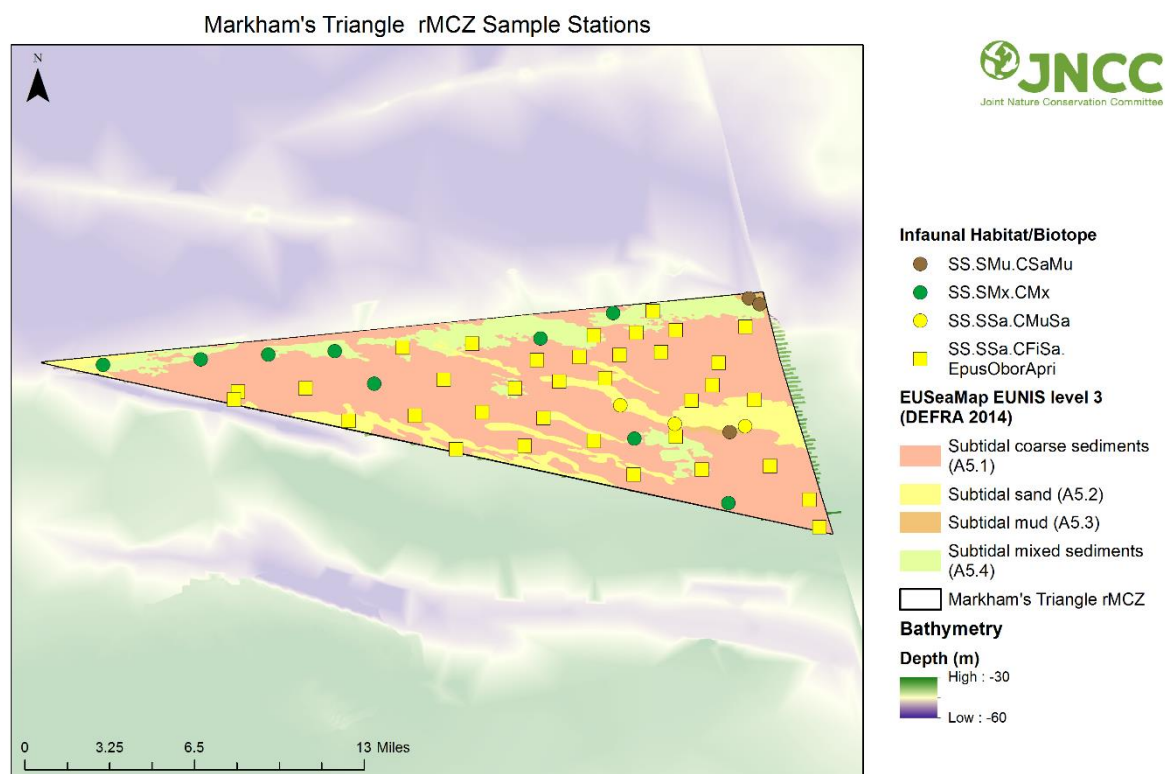 Markham's Triangle rMCZ Sample Stations
N
JNCC
Joint Nature Conservation Committee
Infaunal Habitat/Biotope
SS.SMu.CSaMu
SS.SMx.CMx
SS.SSa.CMuSa
SS.SSa.CFiSa.
EpusOborApri
EUSeaMap EUNIS level 3
(DEFRA 2014)
Subtidal coarse sediments
(A5.1)
Subtidal sand (A5.2)
Subtidal mud (A5.3)
Subtidal mixed sediments
(A5.4)
Markham's Triangle rMCZ
Bathymetry
Depth (m)
High : -30
Low : -60
0 3.25 6.5 13 Miles